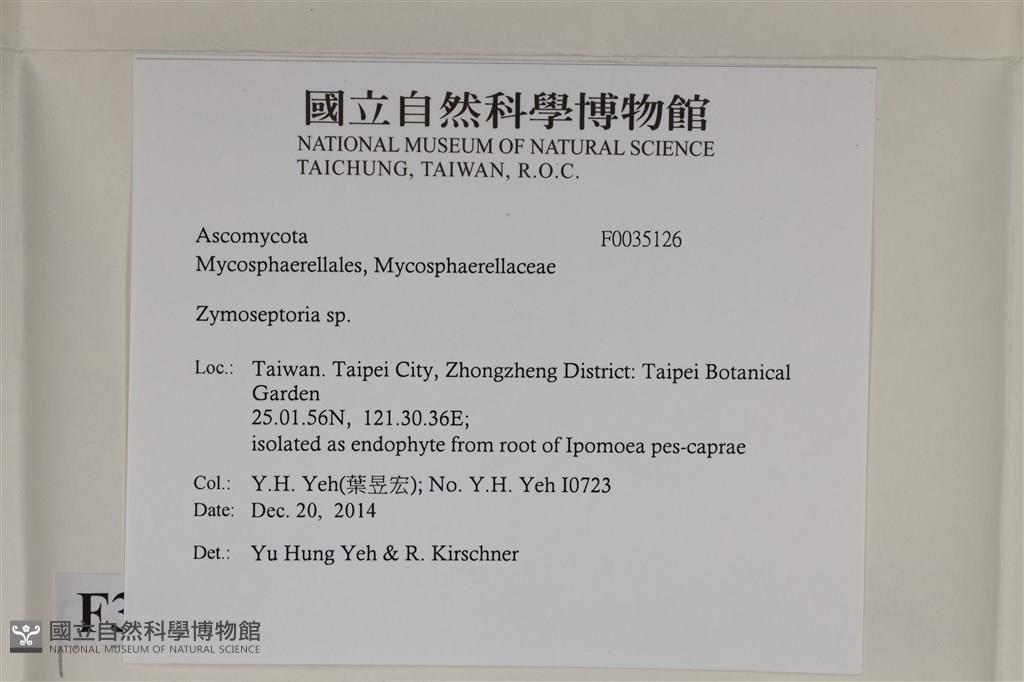 國立自然科學博物館
NATIONAL MUSEUM OF NATURAL SCIENCE
TAICHUNG, TAIWAN, R.O.C.
Ascomycota F0035126
Mycosphaerellales, Mycosphaerellaceae
Zymoseptoria sp.
Loc.: Taiwan. Taipei City, Zhongzheng District: Taipei Botanical
Garden
25.01.56N, 121.30.36E;
isolated as endophyte from root of Ipomoea pes-caprae
Col.: Y.H. Yeh(葉昱宏); No. Y.H. Yeh I0723
Date: Dec. 20, 2014
Det.: Yu Hung Yeh & R. Kirschner
F3
國立自然科學博物館
NATIONAL MUSEUM OF NATURAL SCIENCE